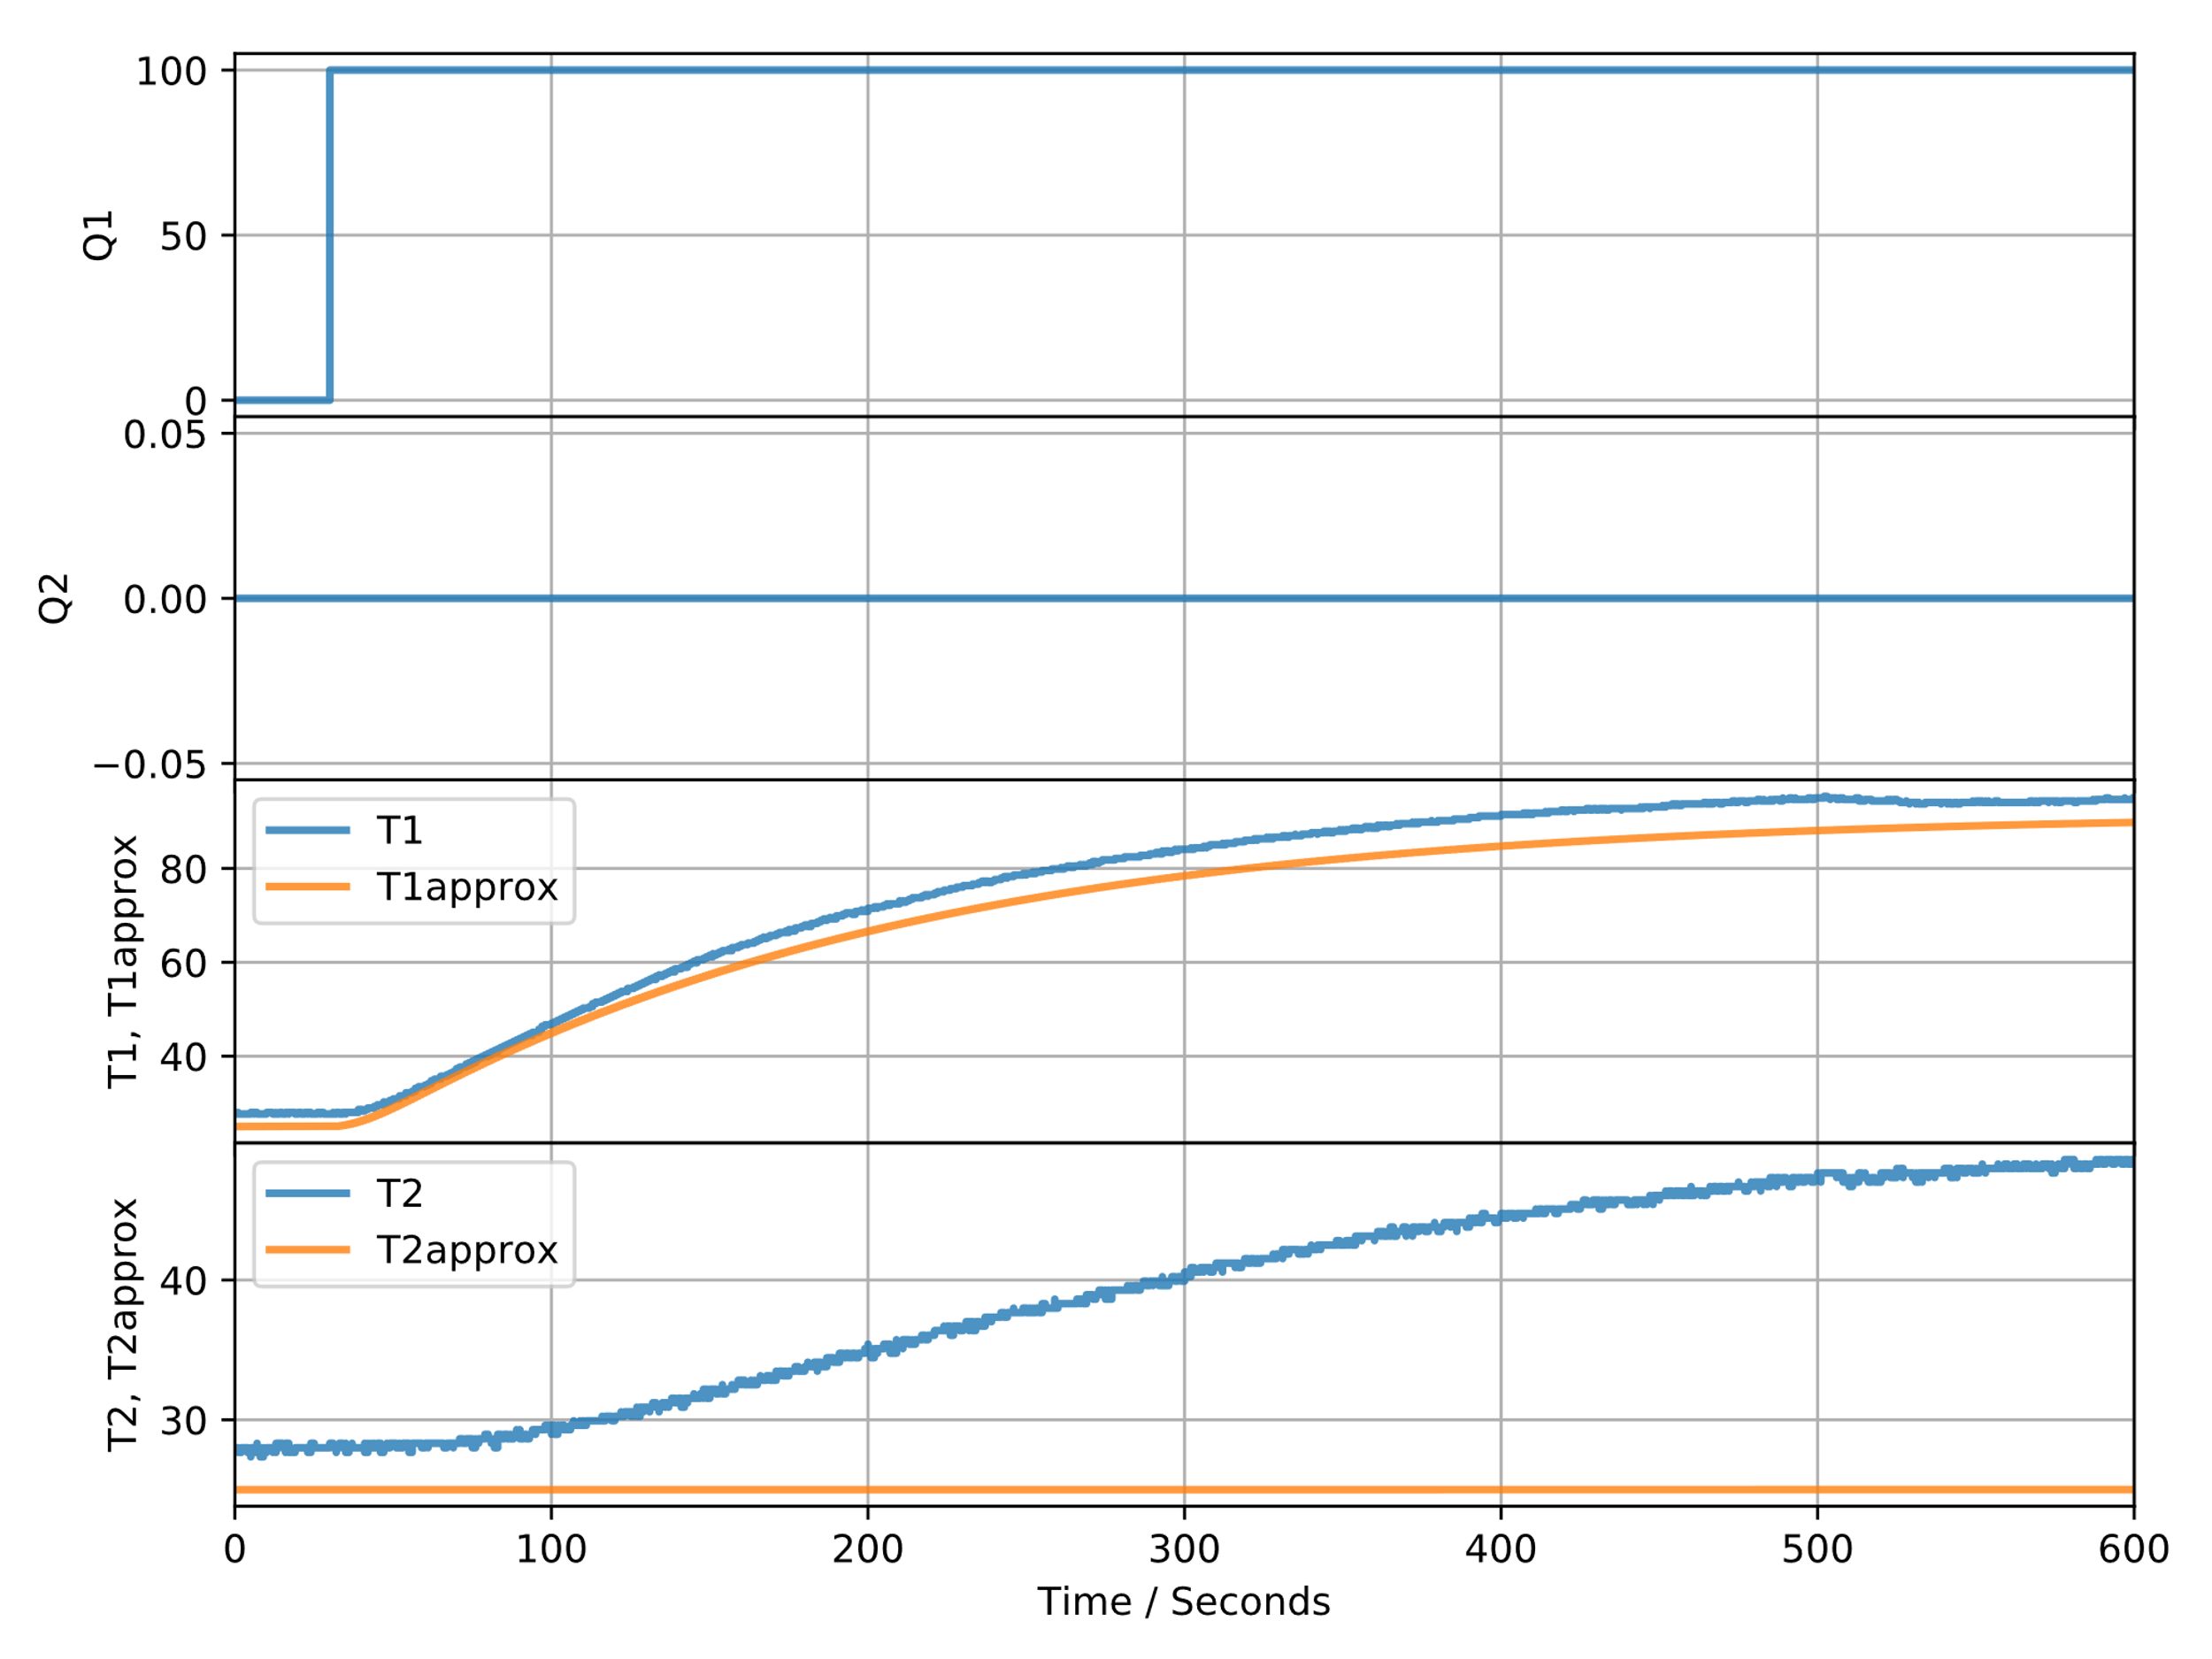 100
50
0
Q1
0.05
0.00
−0.05
Q2
T1
T1approx
80
60
40
T1, T1approx
T2
T2approx
40
30
T2, T2approx
0 100 200 300 400 500 600
Time / Seconds